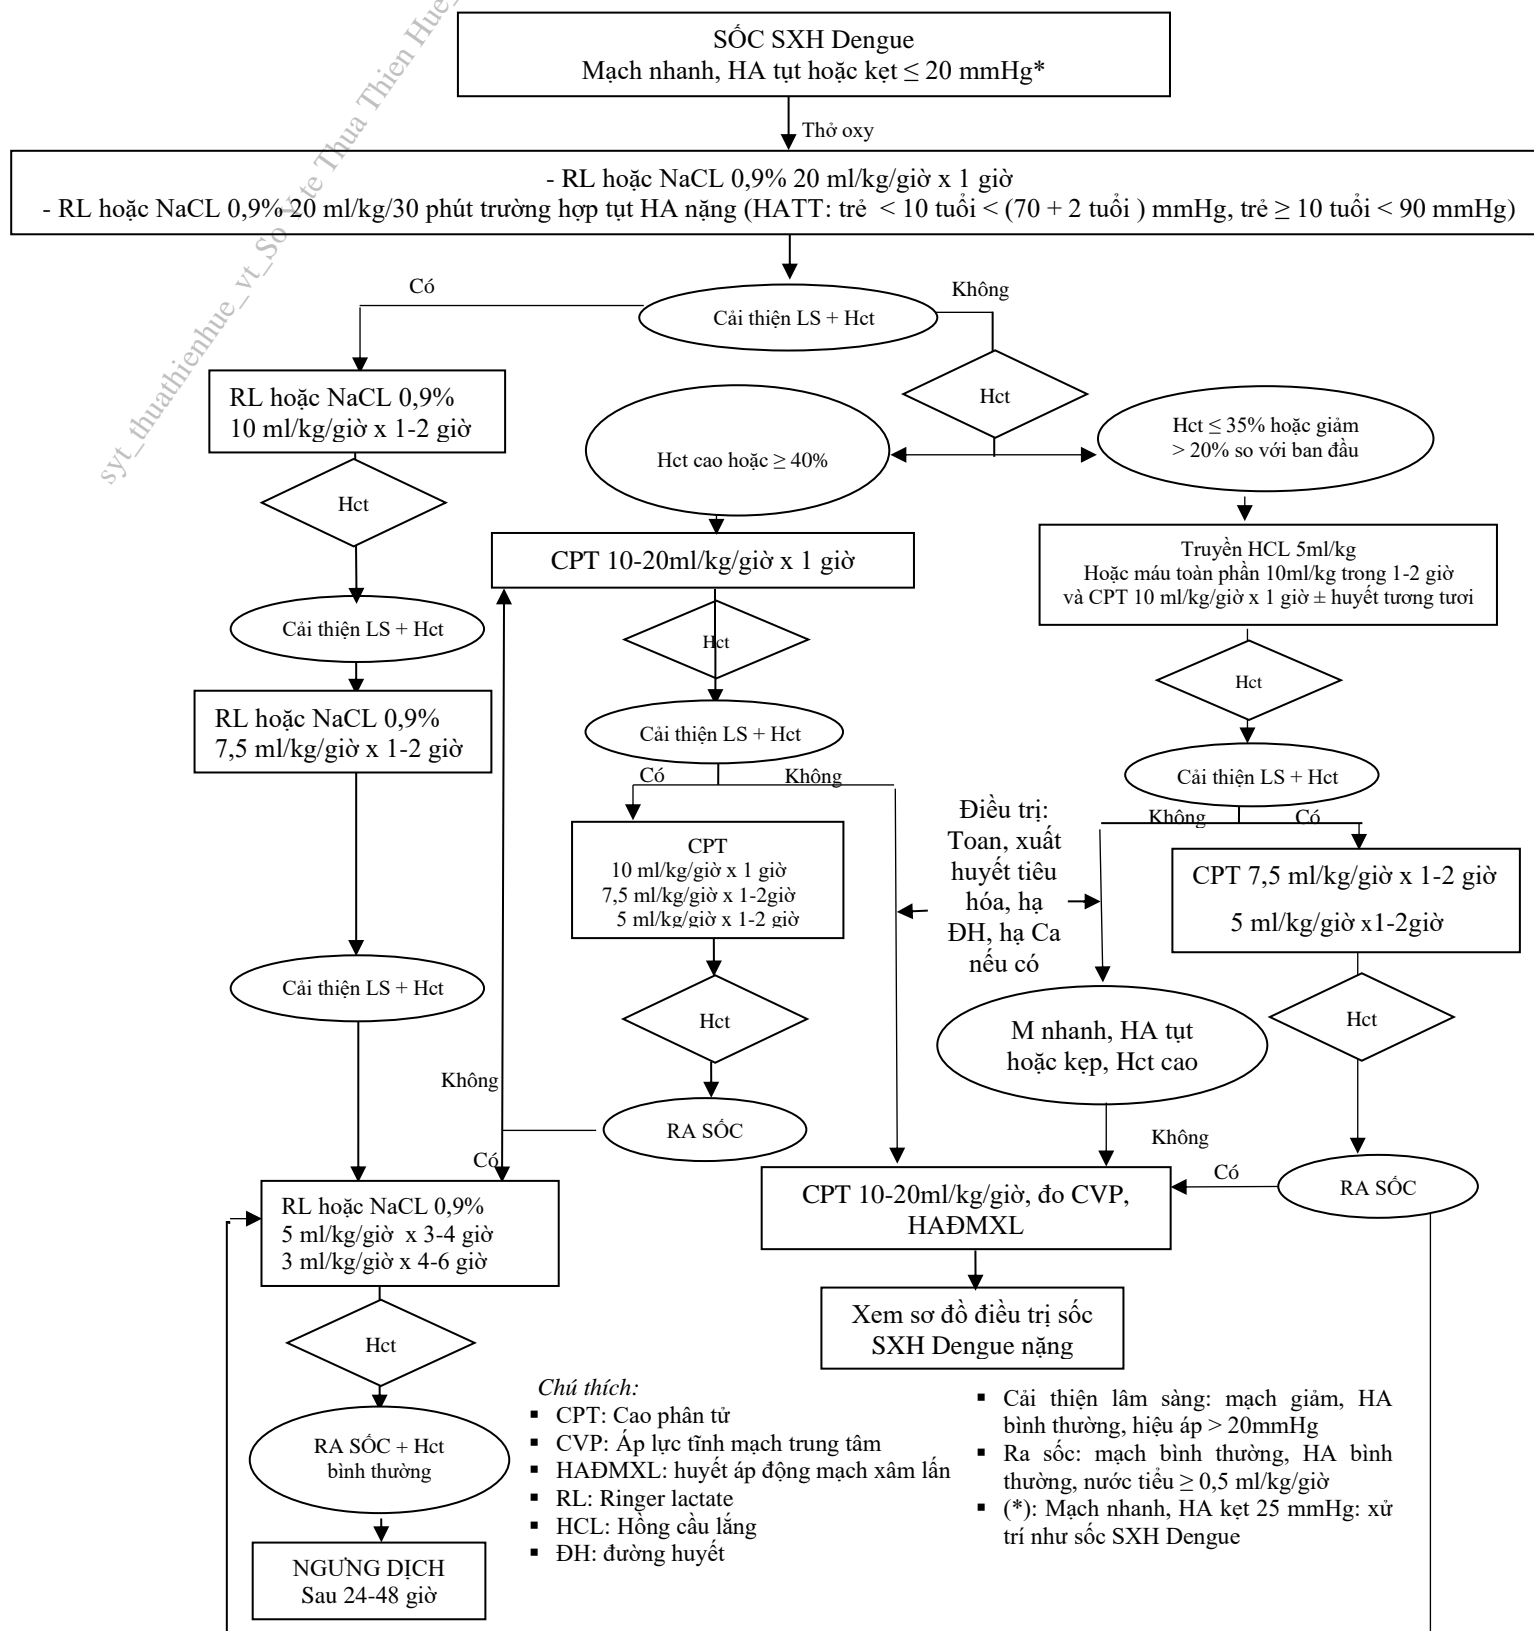 syt_thuathienhue_vt_So Y te Thua Thien Hue_
SỐC SXH Dengue
Mạch nhanh, HA tụt hoặc kẹt ≤ 20 mmHg*
Thở oxy
- RL hoặc NaCL 0,9% 20 ml/kg/giờ x 1 giờ
- RL hoặc NaCL 0,9% 20 ml/kg/30 phút trường hợp tụt HA nặng (HATT: trẻ < 10 tuổi < (70 + 2 tuổi ) mmHg, trẻ ≥ 10 tuổi < 90 mmHg)
Có
Cải thiện LS + Hct
Không
RL hoặc NaCL 0,9%
10 ml/kg/giờ x 1-2 giờ
Hct
Hct cao hoặc ≥ 40%
Hct ≤ 35% hoặc giảm
> 20% so với ban đầu
Hct
CPT 10-20ml/kg/giờ x 1 giờ
Truyền HCL 5ml/kg
Hoặc máu toàn phần 10ml/kg trong 1-2 giờ
và CPT 10 ml/kg/giờ x 1 giờ ± huyết tương tươi
Cải thiện LS + Hct
Hct
Hct
RL hoặc NaCL 0,9%
7,5 ml/kg/giờ x 1-2 giờ
Cải thiện LS + Hct
Cải thiện LS + Hct
Có
Không
Không
Có
CPT
10 ml/kg/giờ x 1 giờ
7,5 ml/kg/giờ x 1-2giờ
5 ml/kg/giờ x 1-2 giờ
Điều trị:
Toan, xuất
huyết tiêu
hóa, hạ
ĐH, hạ Ca
nếu có
CPT 7,5 ml/kg/giờ x 1-2 giờ
5 ml/kg/giờ x1-2giờ
Cải thiện LS + Hct
Hct
M nhanh, HA tụt
hoặc kẹp, Hct cao
Hct
Không
RA SỐC
Không
Có
CPT 10-20ml/kg/giờ, đo CVP,
HAĐMXL
Có
RA SỐC
RL hoặc NaCL 0,9%
5 ml/kg/giờ x 3-4 giờ
3 ml/kg/giờ x 4-6 giờ
Xem sơ đồ điều trị sốc
SXH Dengue nặng
Hct
RA SỐC + Hct
bình thường
NGƯNG DỊCH
Sau 24-48 giờ
Chú thích:
▪ CPT: Cao phân tử
▪ CVP: Áp lực tĩnh mạch trung tâm
▪ HAĐMXL: huyết áp động mạch xâm lấn
▪ RL: Ringer lactate
▪ HCL: Hồng cầu lắng
▪ ĐH: đường huyết
▪ Cải thiện lâm sàng: mạch giảm, HA
bình thường, hiệu áp > 20mmHg
▪ Ra sốc: mạch bình thường, HA bình
thường, nước tiểu ≥ 0,5 ml/kg/giờ
▪ (*): Mạch nhanh, HA kẹt 25 mmHg: xử
trí như sốc SXH Dengue